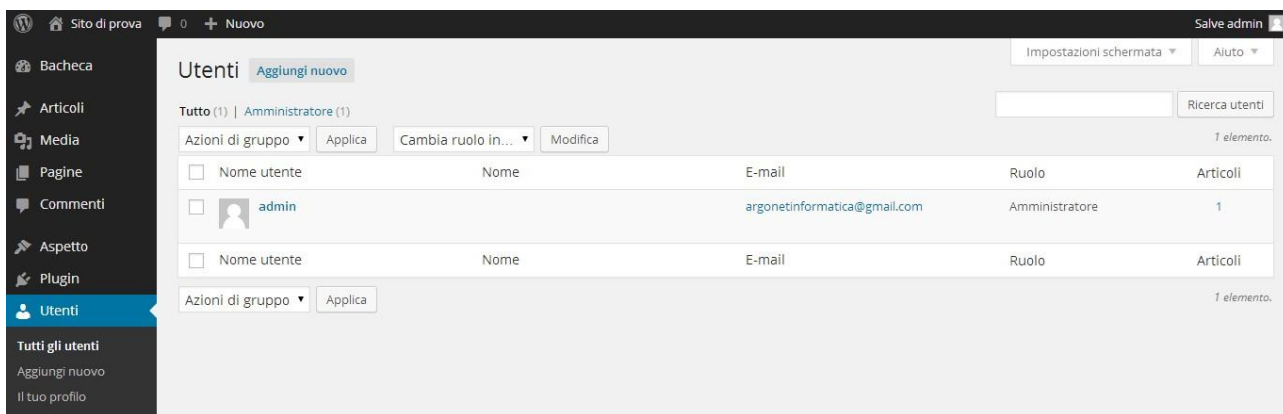 Sito di prova 0 + Nuovo Salve admin
Bacheca
Articoli
Media
Pagine
Commenti
Aspetto
Plugin
Utenti
Tutti gli utenti
Aggiungi nuovo
Il tuo profilo
Impostazioni schermata Aiuto
Utenti Aggiungi nuovo
Tutto (1) | Amministratore (1) Ricerca utenti
Azioni di gruppo Applica Cambia ruolo in... Modifica 1 elemento.
Nome utente Nome E-mail Ruolo Articoli
admin argonetinformatica@gmail.com Amministratore 1
Nome utente Nome E-mail Ruolo Articoli
Azioni di gruppo Applica 1 elemento.